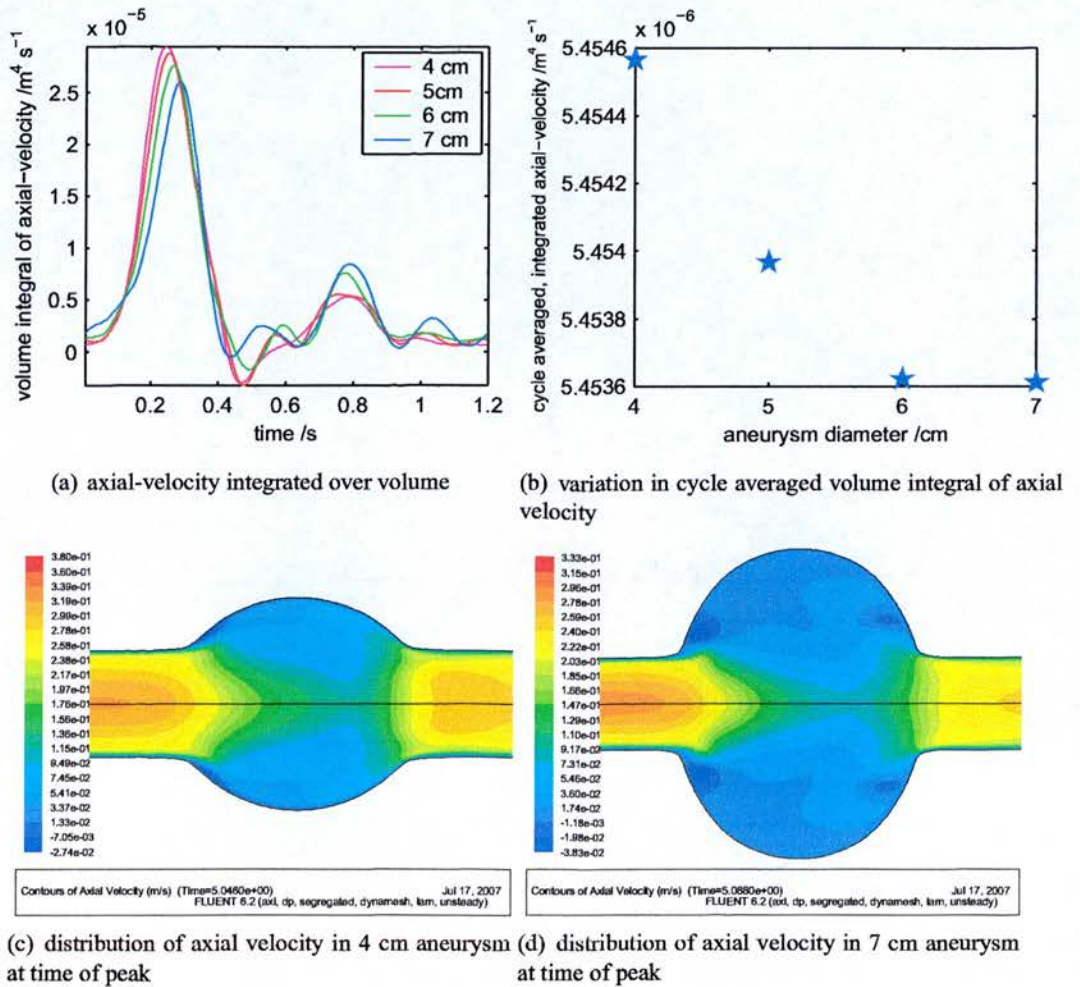 x 10⁻⁵
volume integral of axial-velocity /m⁴ s⁻¹
2.5
2
1.5
1
0.5
0
4 cm
5cm
6 cm
7 cm
0.2 0.4 0.6 0.8 1 1.2
time /s
(a) axial-velocity integrated over volume
x 10⁻⁶
cycle averaged, integrated axial-velocity /m⁴ s⁻¹
5.4546
5.4544
5.4542
5.454
5.4538
5.4536
4 5 6 7
aneurysm diameter /cm
(b) variation in cycle averaged volume integral of axial
velocity
3.80e-01
3.60e-01
3.39e-01
3.19e-01
2.99e-01
2.78e-01
2.58e-01
2.38e-01
2.17e-01
1.97e-01
1.76e-01
1.56e-01
1.36e-01
1.15e-01
9.49e-02
7.45e-02
5.41e-02
3.37e-02
1.33e-02
-7.05e-03
-2.74e-02
Contours of Axial Velocity (m/s) (Time=5.0460e+00)
Jul 17, 2007
FLUENT 6.2 (axi, dp, segregated, dynamesh, lam, unsteady)
(c) distribution of axial velocity in 4 cm aneurysm
at time of peak
3.33e-01
3.15e-01
2.96e-01
2.78e-01
2.59e-01
2.40e-01
2.22e-01
2.03e-01
1.85e-01
1.66e-01
1.47e-01
1.29e-01
1.10e-01
9.17e-02
7.31e-02
5.46e-02
3.60e-02
1.74e-02
-1.18e-03
-1.98e-02
-3.83e-02
Contours of Axial Velocity (m/s) (Time=5.0880e+00)
Jul 17, 2007
FLUENT 6.2 (axi, dp, segregated, dynamesh, lam, unsteady)
(d) distribution of axial velocity in 7 cm aneurysm
at time of peak